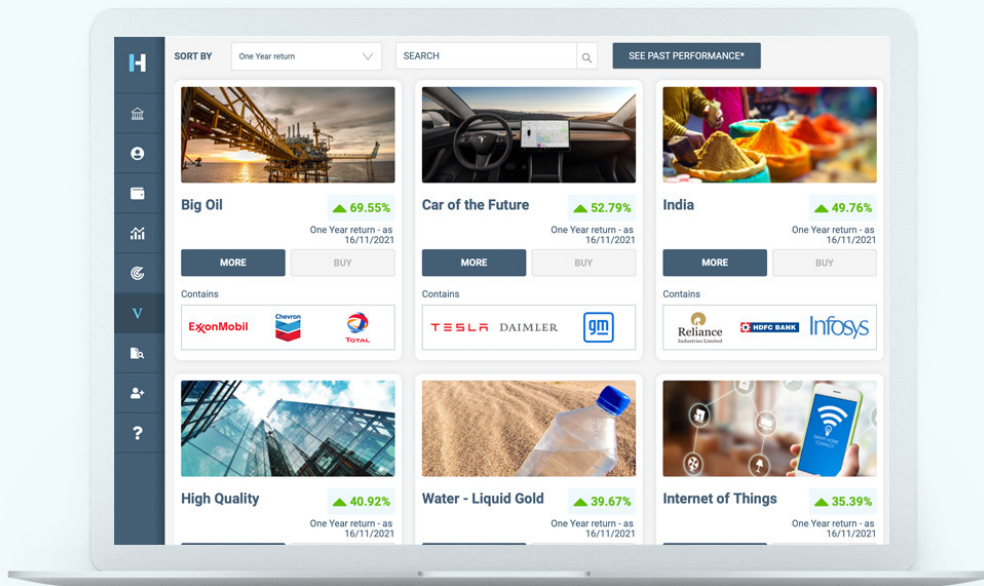 SORT BY
One Year return
SEARCH
SEE PAST PERFORMANCE*
Big Oil
69.55%
One Year return - as
16/11/2021
MORE
BUY
Contains
ExxonMobil
Chevron
TOTAL
Car of the Future
52.79%
One Year return - as
16/11/2021
MORE
BUY
Contains
TESLA
DAIMLER
gm
India
49.76%
One Year return - as
16/11/2021
MORE
BUY
Contains
Reliance
Industries Limited
HDFC BANK
Infosys
V
?
High Quality
40.92%
One Year return - as
16/11/2021
Water - Liquid Gold
39.67%
One Year return - as
16/11/2021
SMART HOME
CONNECT
Internet of Things
35.39%
One Year return - as
16/11/2021